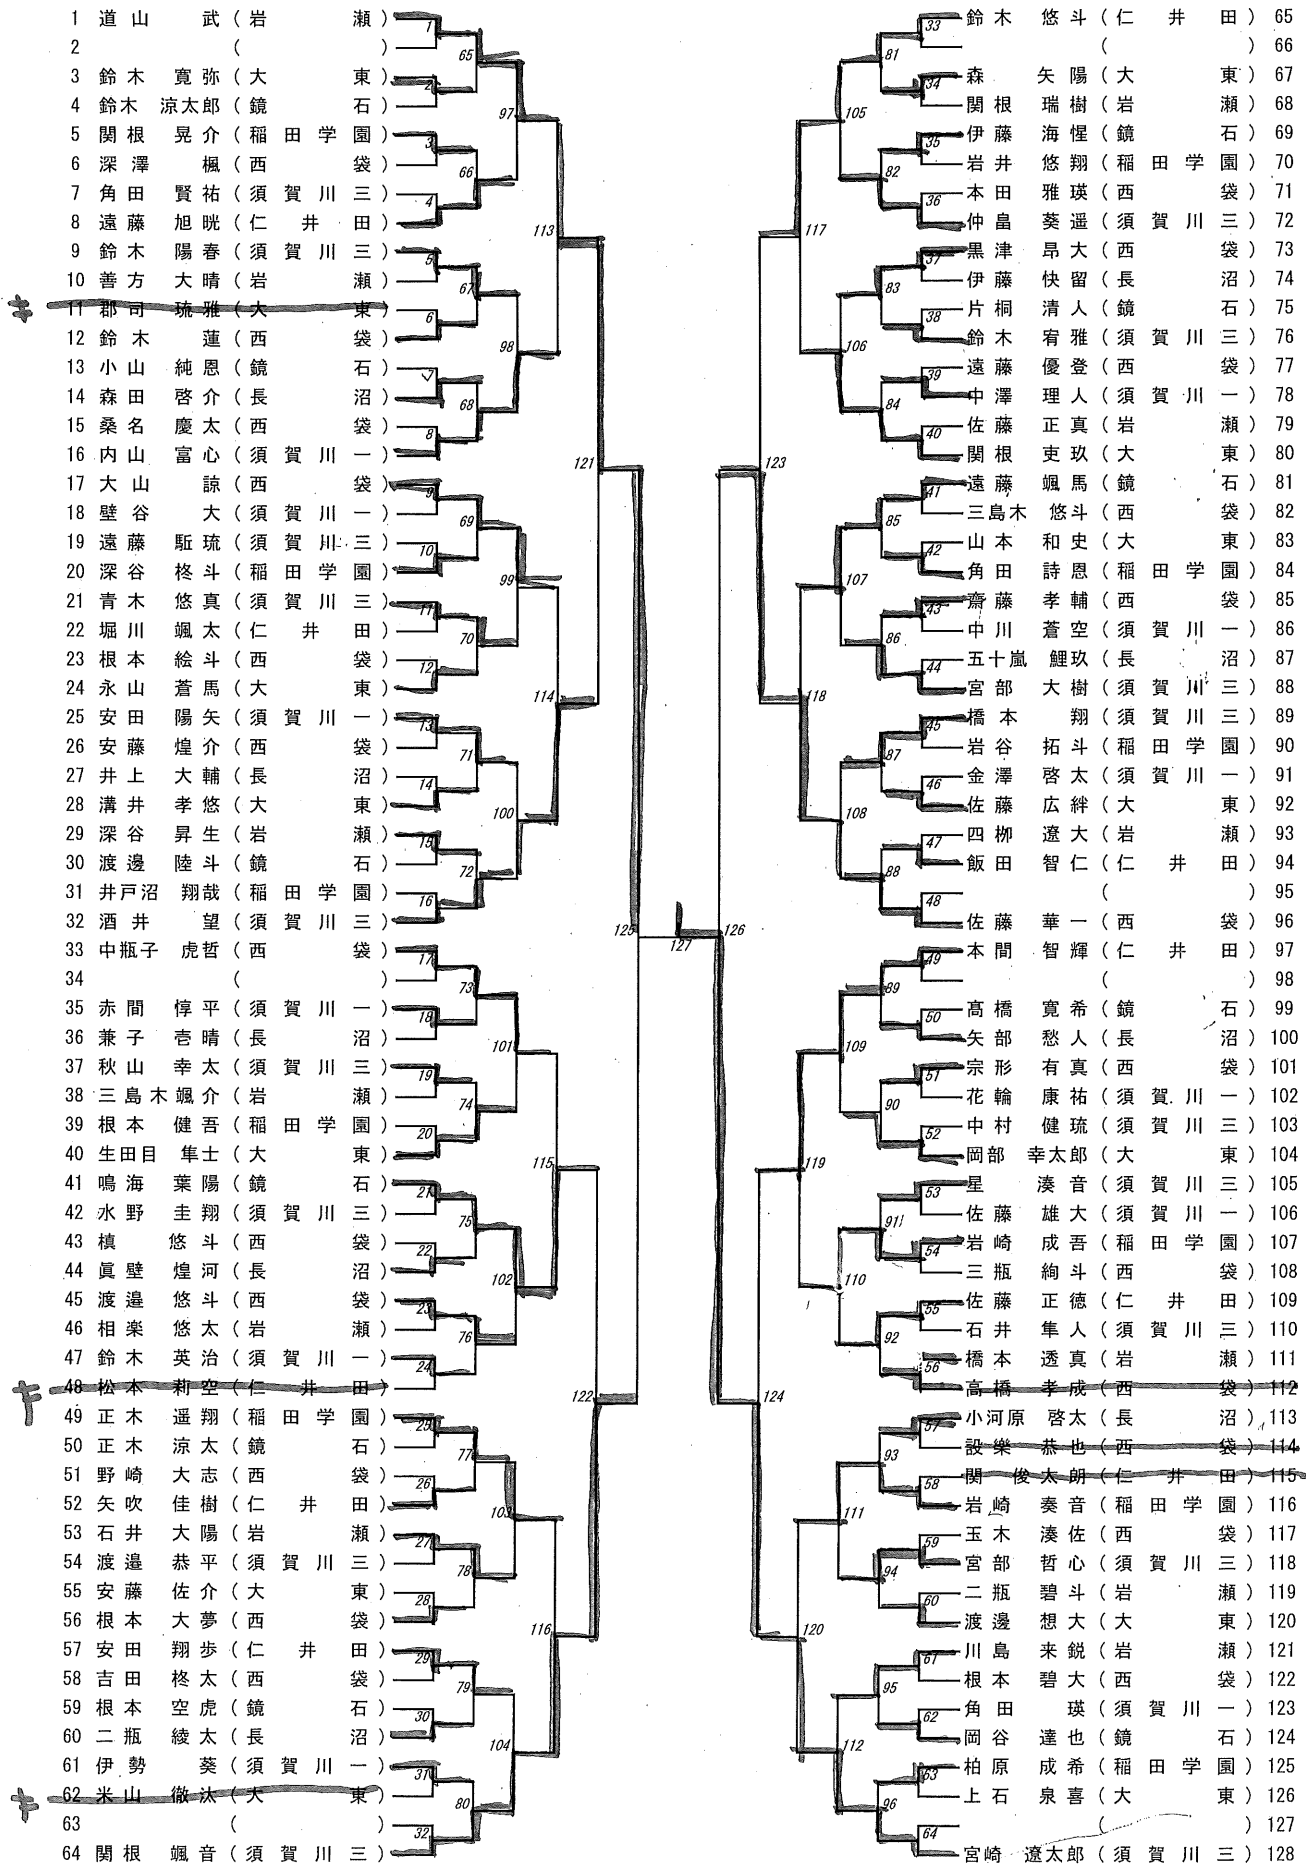 1 道山 武 (岩瀬)
2 ( )
3 鈴木 寛弥 (大東)
4 鈴木 涼太郎 (鏡石)
5 関根 晃介 (稲田学園)
6 深澤 楓 (西袋)
7 角田 賢祐 (須賀川三)
8 遠藤 旭晄 (仁井田)
9 鈴木 陽春 (須賀川三)
10 善方 大晴 (岩瀬)
11 郡司 琉雅 (大東)
12 鈴木 蓮 (西袋)
13 小山 純恩 (鏡石)
14 森田 啓介 (長沼)
15 桑名 慶太 (西袋)
16 内山 富心 (須賀川一)
17 大山 諒 (西袋)
18 壁谷 大 (須賀川一)
19 遠藤 駈琉 (須賀川三)
20 深谷 柊斗 (稲田学園)
21 青木 悠真 (須賀川三)
22 堀川 颯太 (仁井田)
23 根本 絵斗 (西袋)
24 永山 蒼馬 (大東)
25 安田 陽矢 (須賀川一)
26 安藤 煌介 (西袋)
27 井上 大輔 (長沼)
28 溝井 孝悠 (大東)
29 深谷 昇生 (岩瀬)
30 渡邉 陸斗 (鏡石)
31 井戸沼 翔哉 (稲田学園)
32 酒井 望 (須賀川三)
33 中瓶子 虎哲 (西袋)
34 ( )
35 赤間 惇平 (須賀川一)
36 兼子 壱晴 (長沼)
37 秋山 幸太 (須賀川三)
38 三島木颯介 (岩瀬)
39 根本 健吾 (稲田学園)
40 生田目 隼士 (大東)
41 鳴海 葉陽 (鏡石)
42 水野 圭翔 (須賀川三)
43 槙 悠斗 (西袋)
44 眞壁 煌河 (長沼)
45 渡邉 悠斗 (西袋)
46 相楽 悠太 (岩瀬)
47 鈴木 英治 (須賀川一)
48 松本 莉空 (仁井田)
49 正木 遥翔 (稲田学園)
50 正木 涼太 (鏡石)
51 野崎 大志 (西袋)
52 矢吹 佳樹 (仁井田)
53 石井 大陽 (岩瀬)
54 渡邉 恭平 (須賀川三)
55 安藤 佐介 (大東)
56 根本 大夢 (西袋)
57 安田 翔歩 (仁井田)
58 吉田 柊太 (西袋)
59 根本 空虎 (鏡石)
60 二瓶 綾太 (長沼)
61 伊勢 葵 (須賀川一)
62 米山 徹汰 (大東)
63 ( )
64 関根 颯音 (須賀川三)
鈴木 悠斗 (仁井田) 65
( ) 66
森 矢陽 (大東) 67
関根 瑞樹 (岩瀬) 68
伊藤 海惺 (鏡石) 69
岩井 悠翔 (稲田学園) 70
本田 雅瑛 (西袋) 71
仲畠 葵遥 (須賀川三) 72
黒津 昂大 (西袋) 73
伊藤 快留 (長沼) 74
片桐 清人 (鏡石) 75
鈴木 宥雅 (須賀川三) 76
遠藤 優登 (西袋) 77
中澤 理人 (須賀川一) 78
佐藤 正真 (岩瀬) 79
関根 吏玖 (大東) 80
遠藤 颯馬 (鏡石) 81
三島木 悠斗 (西袋) 82
山本 和史 (大東) 83
角田 詩恩 (稲田学園) 84
齋藤 孝輔 (西袋) 85
中川 蒼空 (須賀川一) 86
五十嵐 鯉玖 (長沼) 87
宮部 大樹 (須賀川三) 88
橋本 翔 (須賀川三) 89
岩谷 拓斗 (稲田学園) 90
金澤 啓太 (須賀川一) 91
佐藤 広絆 (大東) 92
四栁 遼大 (岩瀬) 93
飯田 智仁 (仁井田) 94
( ) 95
佐藤 華一 (西袋) 96
本間 智輝 (仁井田) 97
( ) 98
髙橋 寛希 (鏡石) 99
矢部 愁人 (長沼) 100
宗形 有真 (西袋) 101
花輪 康祐 (須賀川一) 102
中村 健琉 (須賀川三) 103
岡部 幸太郎 (大東) 104
星 湊音 (須賀川三) 105
佐藤 雄大 (須賀川一) 106
岩崎 成吾 (稲田学園) 107
三瓶 絢斗 (西袋) 108
佐藤 正徳 (仁井田) 109
石井 隼人 (須賀川三) 110
橋本 透真 (岩瀬) 111
高橋 孝成 (西袋) 112
小河原 啓太 (長沼) 113
設樂 恭也 (西袋) 114
関 俊太朗 (仁井田) 115
岩崎 奏音 (稲田学園) 116
玉木 湊佐 (西袋) 117
宮部 哲心 (須賀川三) 118
二瓶 碧斗 (岩瀬) 119
渡邊 想大 (大東) 120
川島 来鋭 (岩瀬) 121
根本 碧大 (西袋) 122
角田 瑛 (須賀川一) 123
岡谷 達也 (鏡石) 124
柏原 成希 (稲田学園) 125
上石 泉喜 (大東) 126
( ) 127
宮崎 遼太郎 (須賀川三) 128